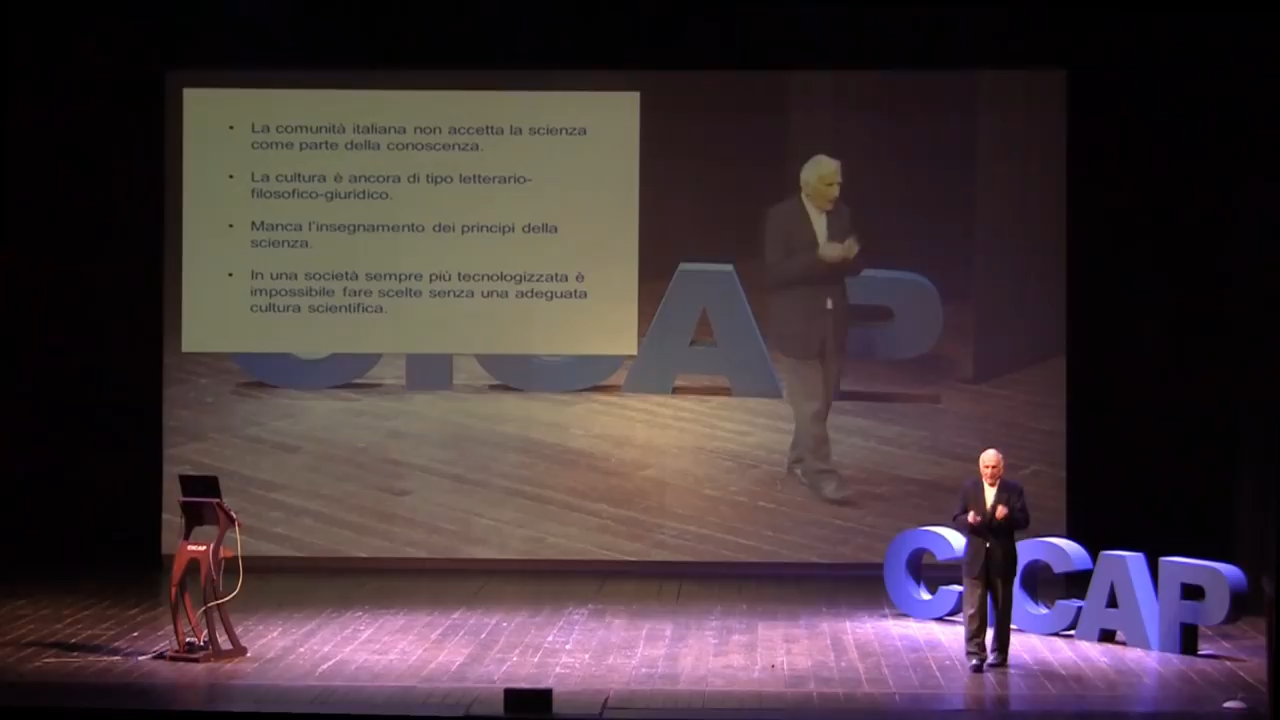 • La comunità italiana non accetta la scienza
come parte della conoscenza.
• La cultura è ancora di tipo letterario-
filosofico-giuridico.
• Manca l'insegnamento dei principi della
scienza.
• In una società sempre più tecnologizzata è
impossibile fare scelte senza una adeguata
cultura scientifica.
CICAP
CICAP
CICAP